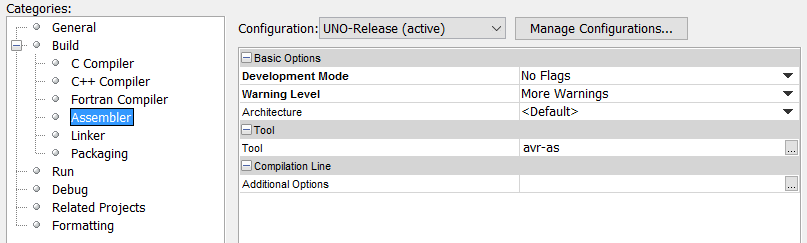 Categories:
General
Build
C Compiler
C++ Compiler
Fortran Compiler
Assembler
Linker
Packaging
Run
Debug
Related Projects
Formatting
Configuration: UNO-Release (active) Manage Configurations...
Basic Options
Development Mode No Flags
Warning Level More Warnings
Architecture <Default>
Tool
Tool avr-as ...
Compilation Line
Additional Options ...